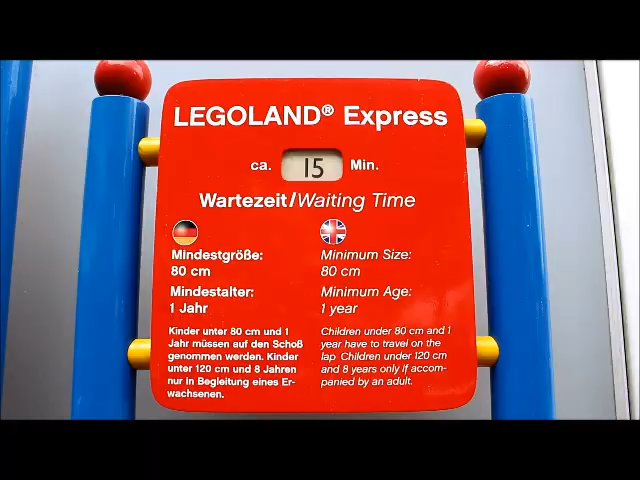 LEGOLAND® Express
ca. 15 Min.
Wartezeit/Waiting Time
Mindestgröße:
80 cm
Mindestalter:
1 Jahr
Kinder unter 80 cm und 1
Jahr müssen auf den Schoß
genommen werden. Kinder
unter 120 cm und 8 Jahren
nur in Begleitung eines Er-
wachsenen.
Minimum Size:
80 cm
Minimum Age:
1 year
Children under 80 cm and 1
year have to travel on the
lap. Children under 120 cm
and 8 years only if accom-
panied by an adult.